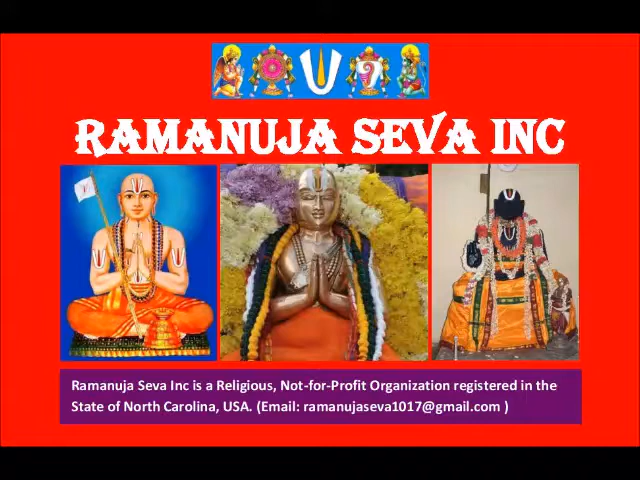 RAMANUJA SEVA INC
Ramanuja Seva Inc is a Religious, Not-for-Profit Organization registered in the
State of North Carolina, USA. (Email: ramanujaseva1017@gmail.com )